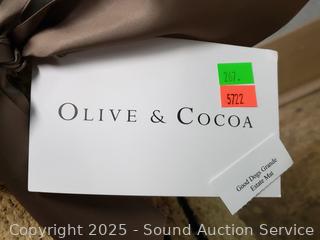 267.
5722
OLIVE & COCOA
Good Dogs Grande
Estate Mat
Copyright 2025 - Sound Auction Service